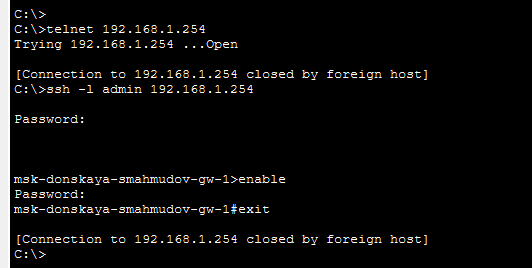 C:\>
C:\>telnet 192.168.1.254
Trying 192.168.1.254 ...Open
[Connection to 192.168.1.254 closed by foreign host]
C:\>ssh -l admin 192.168.1.254
Password:
msk-donskaya-smahmudov-gw-1>enable
Password:
msk-donskaya-smahmudov-gw-1#exit
[Connection to 192.168.1.254 closed by foreign host]
C:\>